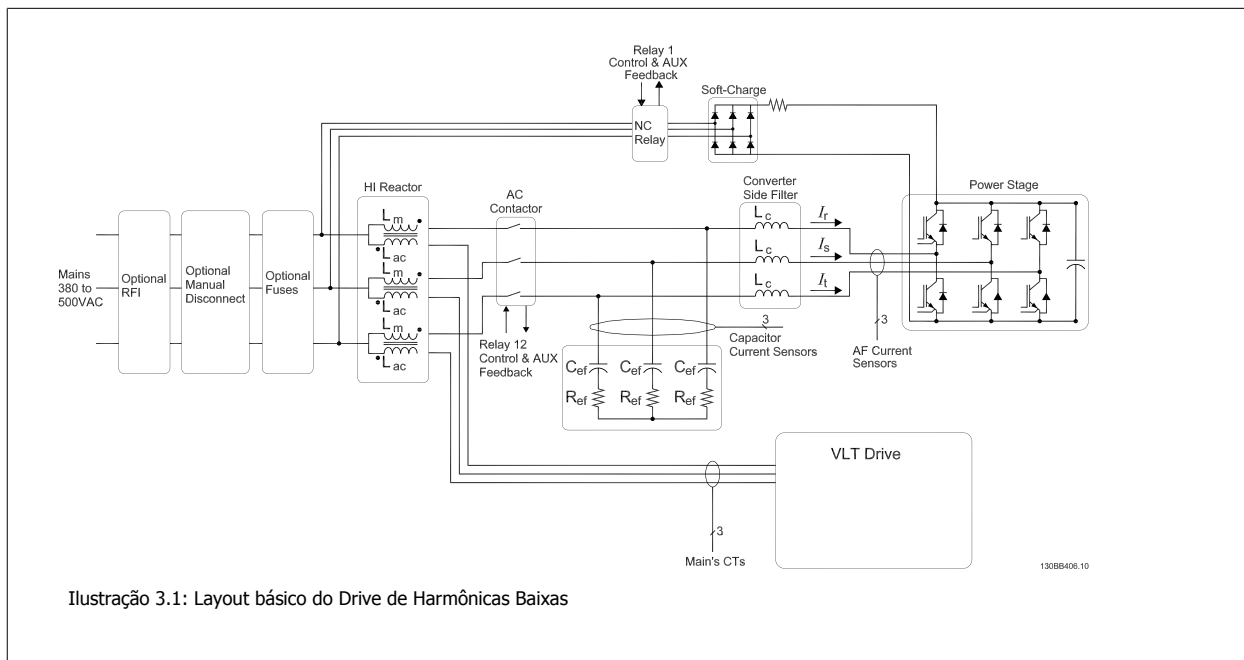 Relay 1
Control & AUX
Feedback
Soft-Charge
NC
Relay
HI Reactor
AC
Contactor
Converter
Side Filter
Power Stage
Mains
380 to
500VAC
Optional
RFI
Optional
Manual
Disconnect
Optional
Fuses
Lm
Lac
Lm
Lac
Lm
Lac
Lc
Lc
Lc
Ir
Is
It
Relay 12
Control & AUX
Feedback
3
Capacitor
Current Sensors
3
AF Current
Sensors
Cef
Cef
Cef
Ref
Ref
Ref
VLT Drive
3
Main's CTs
130BB406.10
Ilustração 3.1: Layout básico do Drive de Harmônicas Baixas